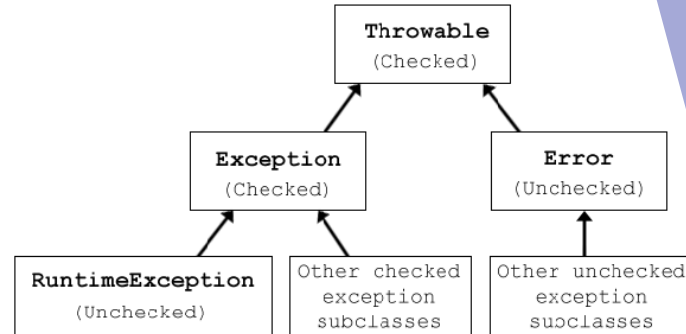 Throwable
(Checked)
Exception
(Checked)
Error
(Unchecked)
RuntimeException
(Unchecked)
Other checked
exception
subclasses
Other unchecked
exception
subclasses